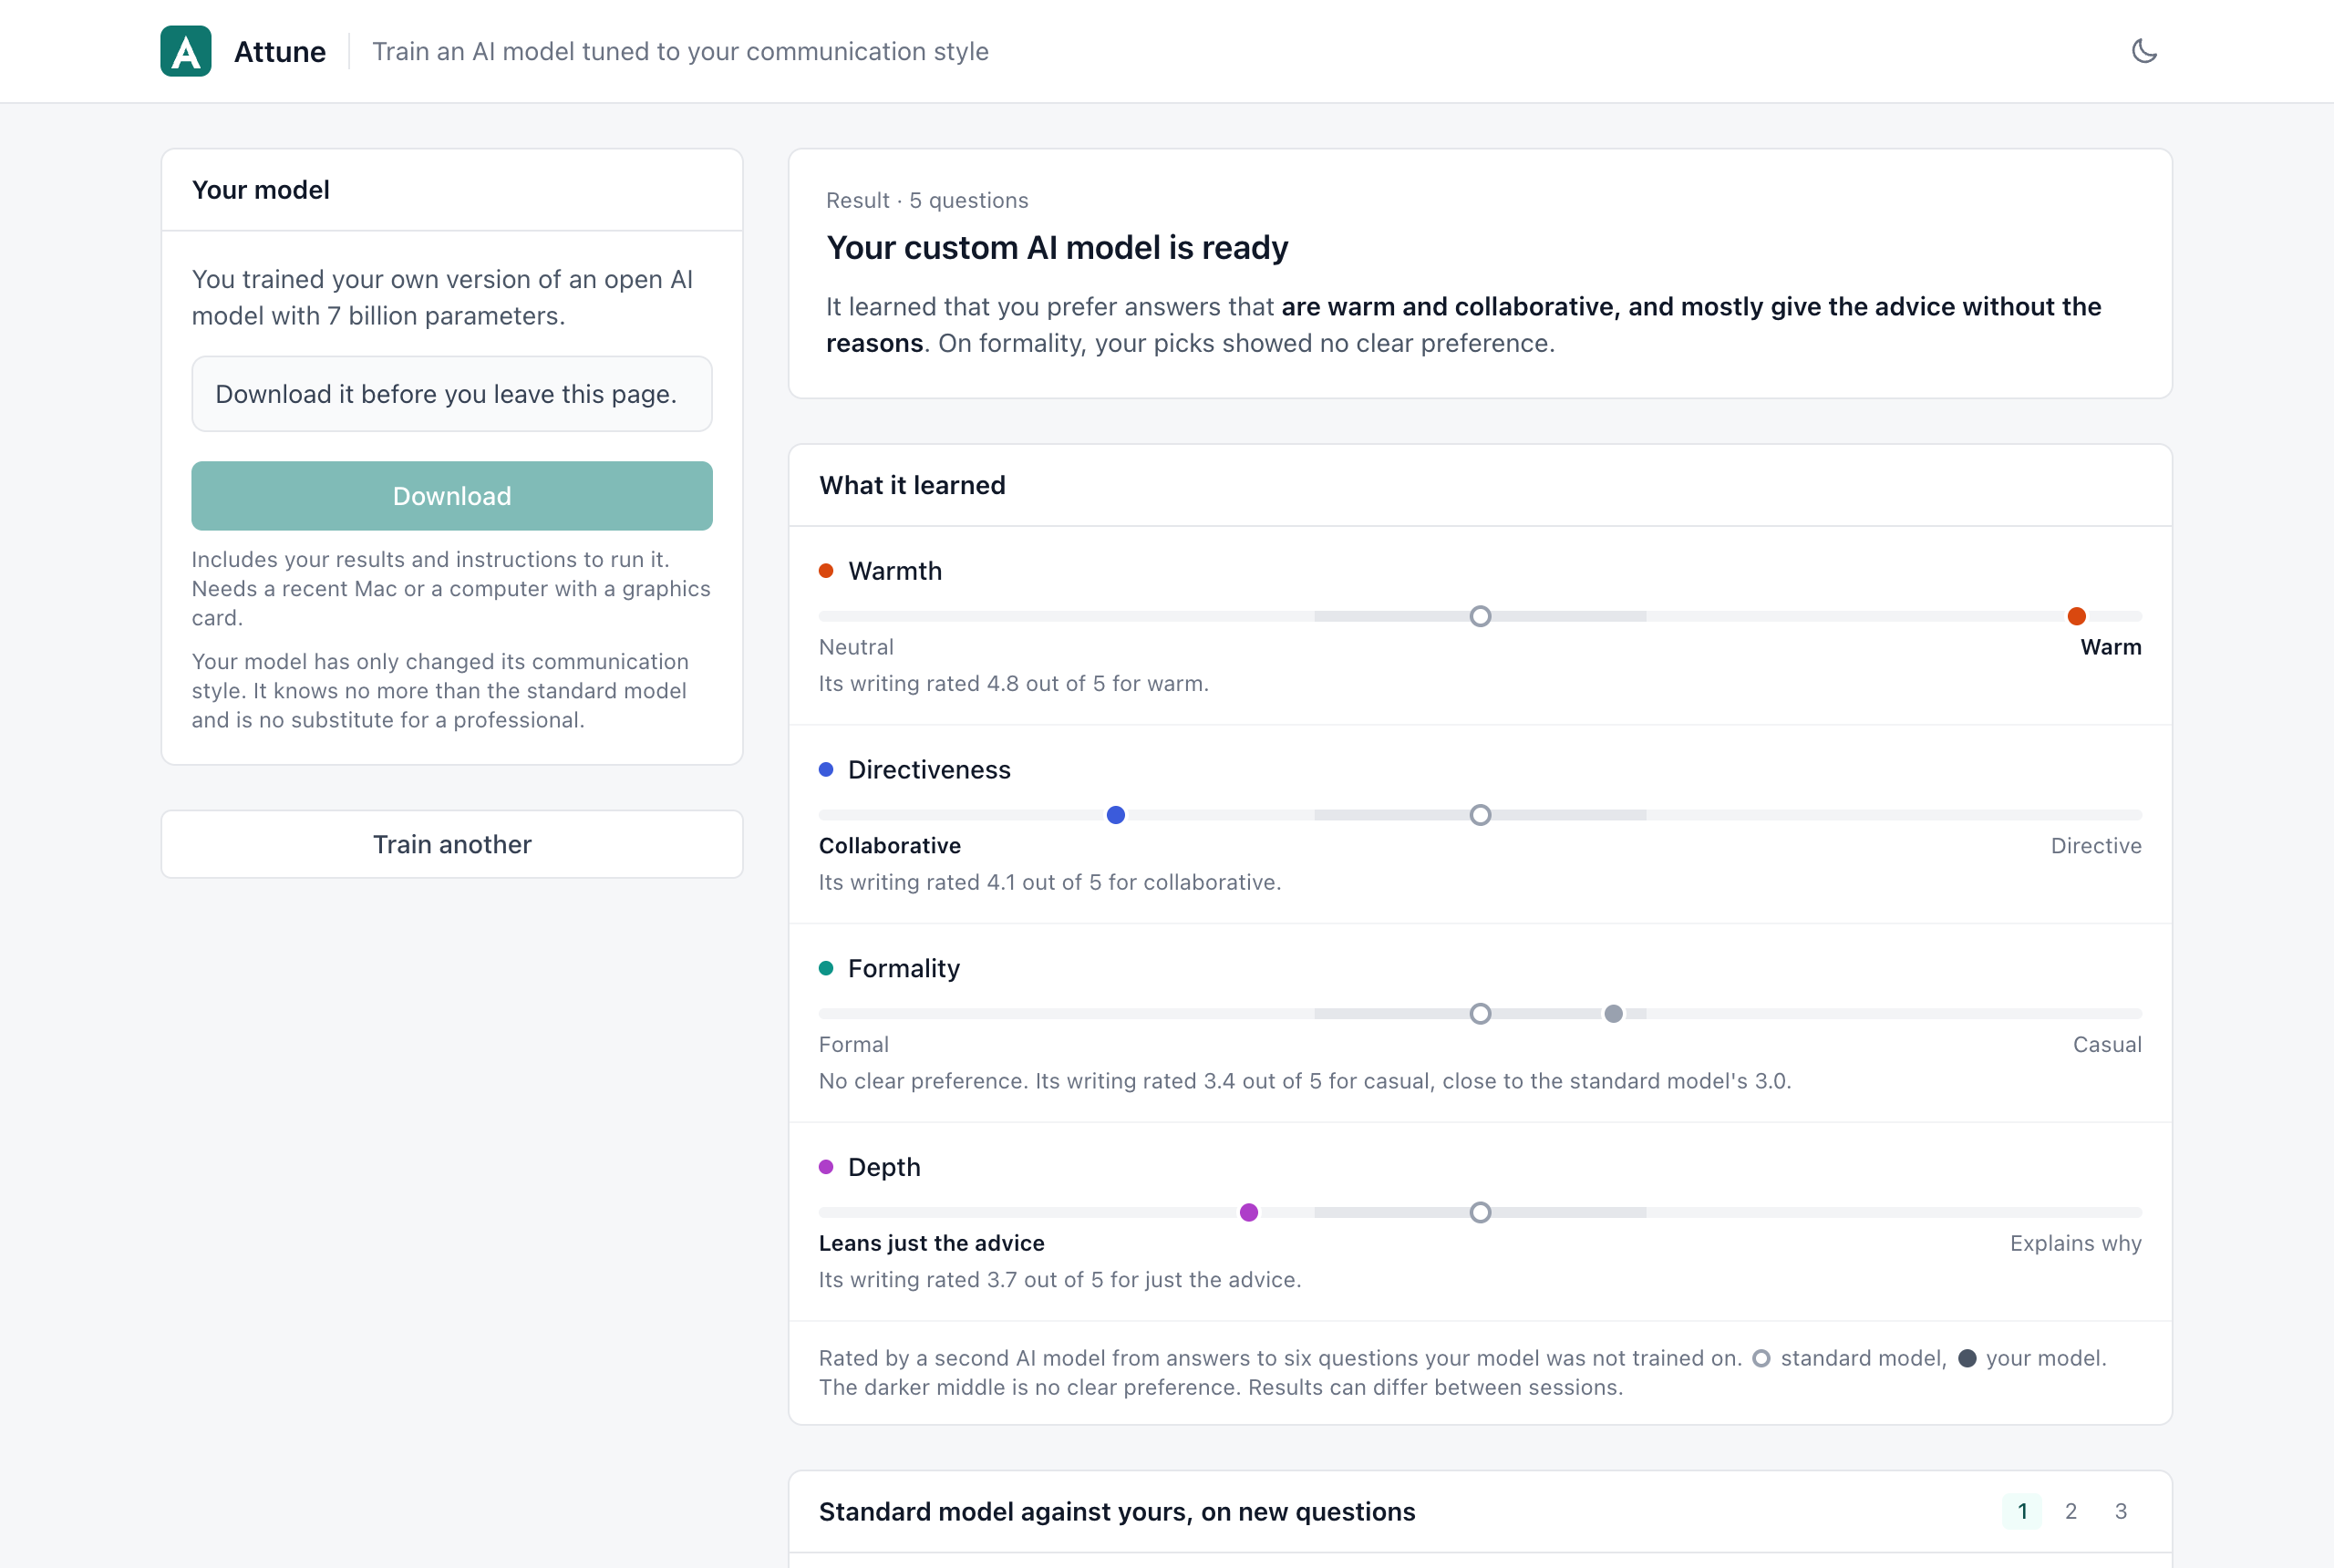 A Attune Train an AI model tuned to your communication style
Your model
You trained your own version of an open AI
model with 7 billion parameters.
Download it before you leave this page.
Download
Includes your results and instructions to run it.
Needs a recent Mac or a computer with a graphics
card.
Your model has only changed its communication
style. It knows no more than the standard model
and is no substitute for a professional.
Train another
Result · 5 questions
Your custom AI model is ready
It learned that you prefer answers that are warm and collaborative, and mostly give the advice without the
reasons. On formality, your picks showed no clear preference.
What it learned
Warmth
Neutral Warm
Its writing rated 4.8 out of 5 for warm.
Directiveness
Collaborative Directive
Its writing rated 4.1 out of 5 for collaborative.
Formality
Formal Casual
No clear preference. Its writing rated 3.4 out of 5 for casual, close to the standard model's 3.0.
Depth
Leans just the advice Explains why
Its writing rated 3.7 out of 5 for just the advice.
Rated by a second AI model from answers to six questions your model was not trained on. standard model, your model.
The darker middle is no clear preference. Results can differ between sessions.
Standard model against yours, on new questions 1 2 3